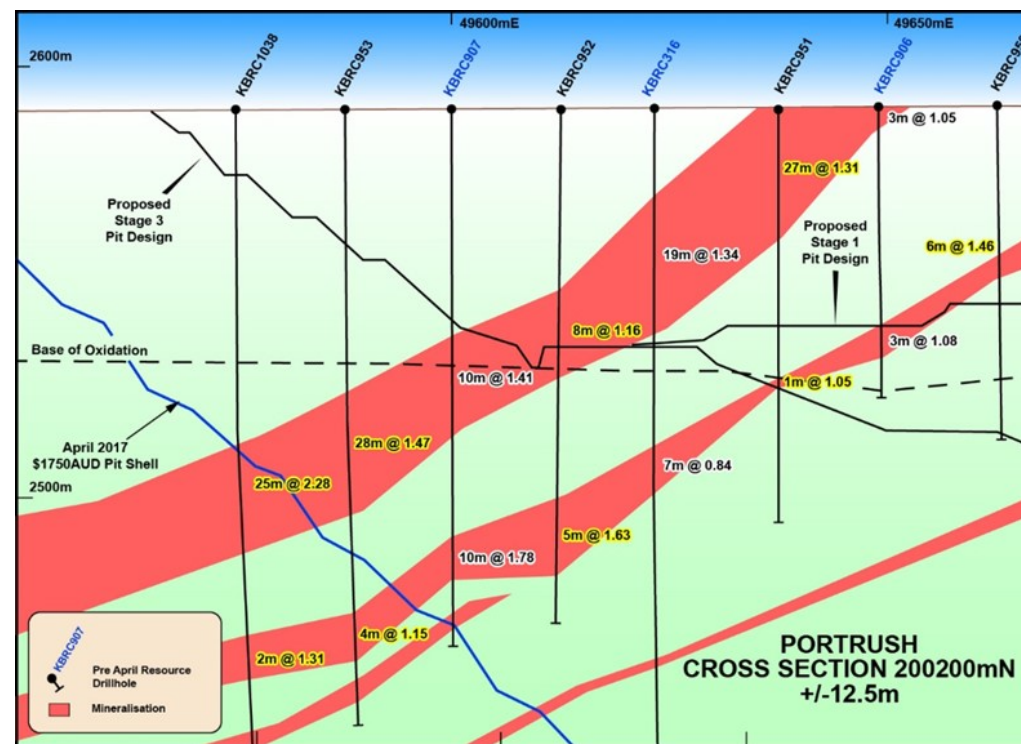 49600mE
49650mE
2600m
KBRC1038
KBRC953
KBRC907
KBRC952
KBRC316
KBRC951
KBRC906
3m @ 1.05
27m @ 1.31
Proposed
Stage 3
Pit Design
Proposed
Stage 1
Pit Design
6m @ 1.46
19m @ 1.34
8m @ 1.16
3m @ 1.08
Base of Oxidation
10m @ 1.41
1m @ 1.05
April 2017
$1750AUD Pit Shell
28m @ 1.47
7m @ 0.84
25m @ 2.28
2500m
5m @ 1.63
10m @ 1.78
4m @ 1.15
2m @ 1.31
KBRC907
Pre April Resource
Drillhole
Mineralisation
PORTRUSH
CROSS SECTION 200200mN
+/-12.5m